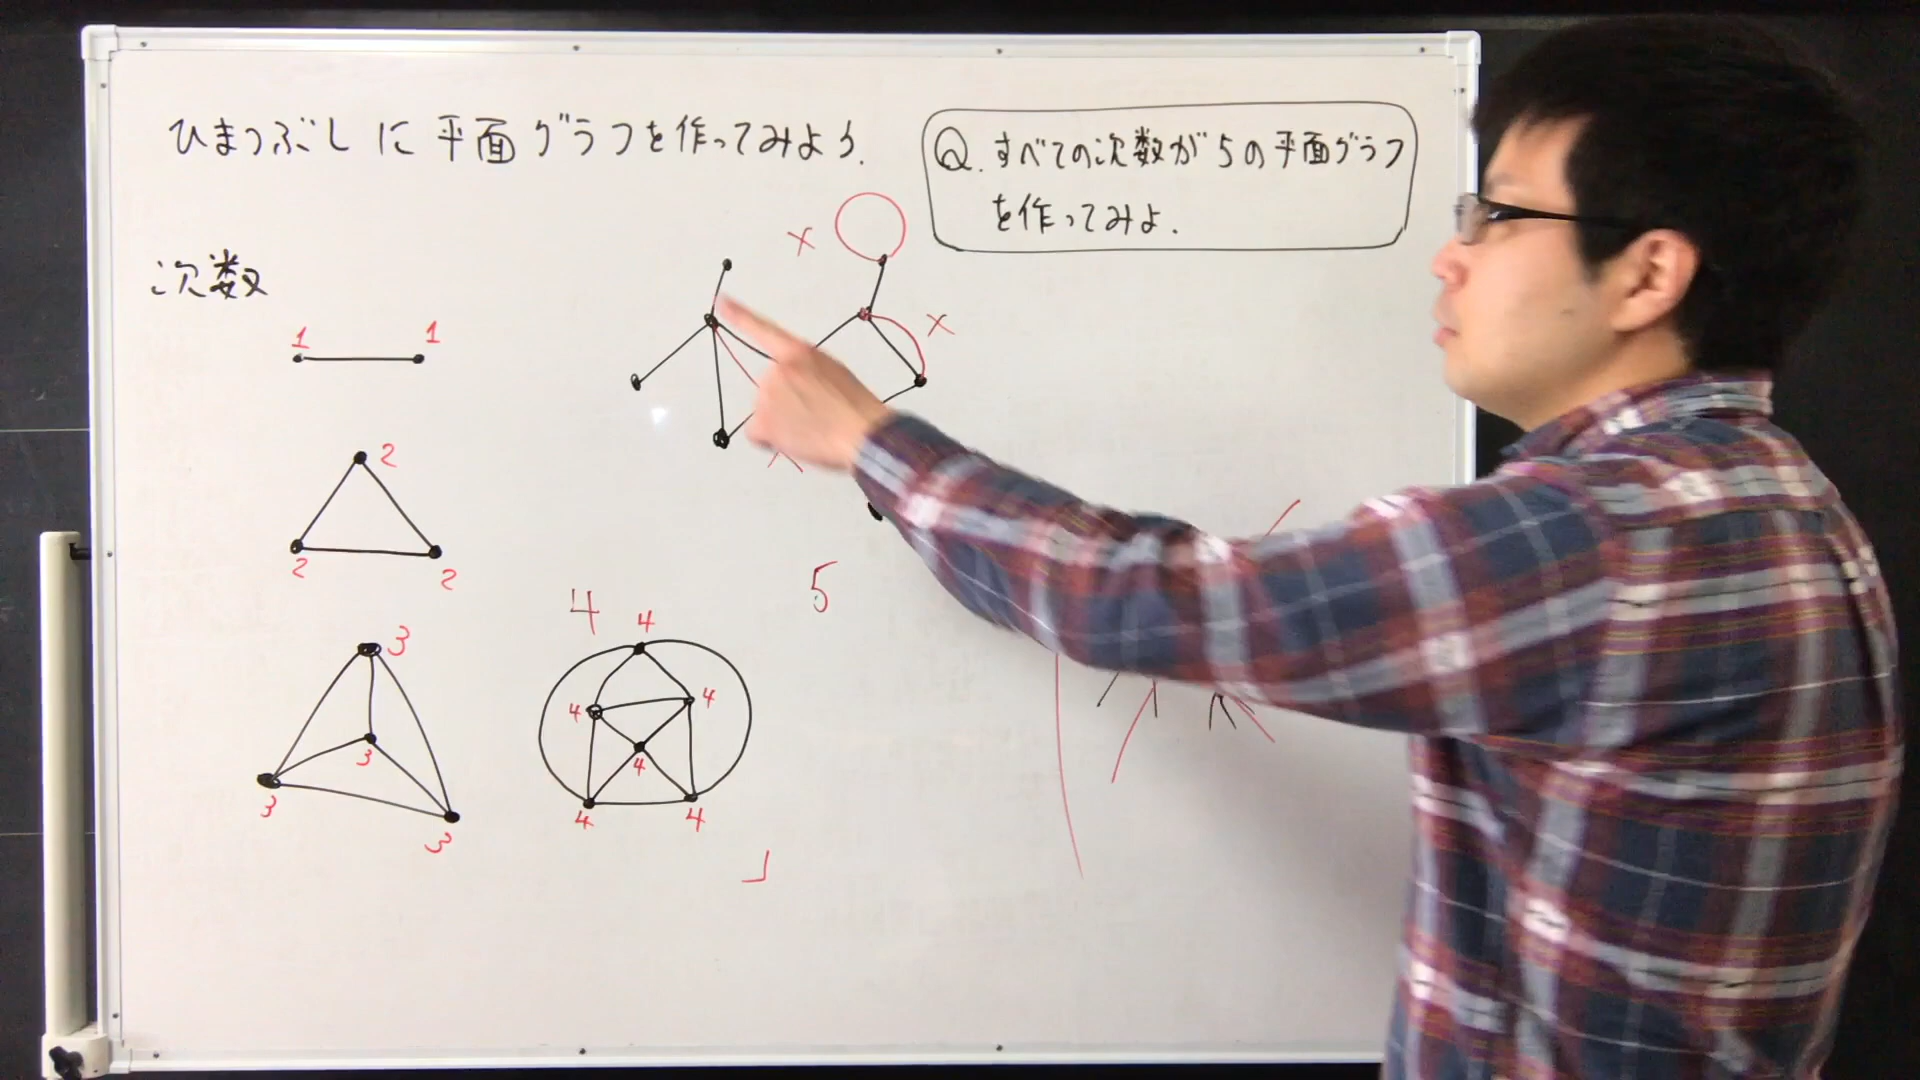 ひまつぶしに平面グラフを作ってみよう.
Q.すべての次数が5の平面グラフ
を作ってみよ.
次数
x
x
1 1
2
2 2
3
3
3 3
4
5
4
4 4
4
4 4